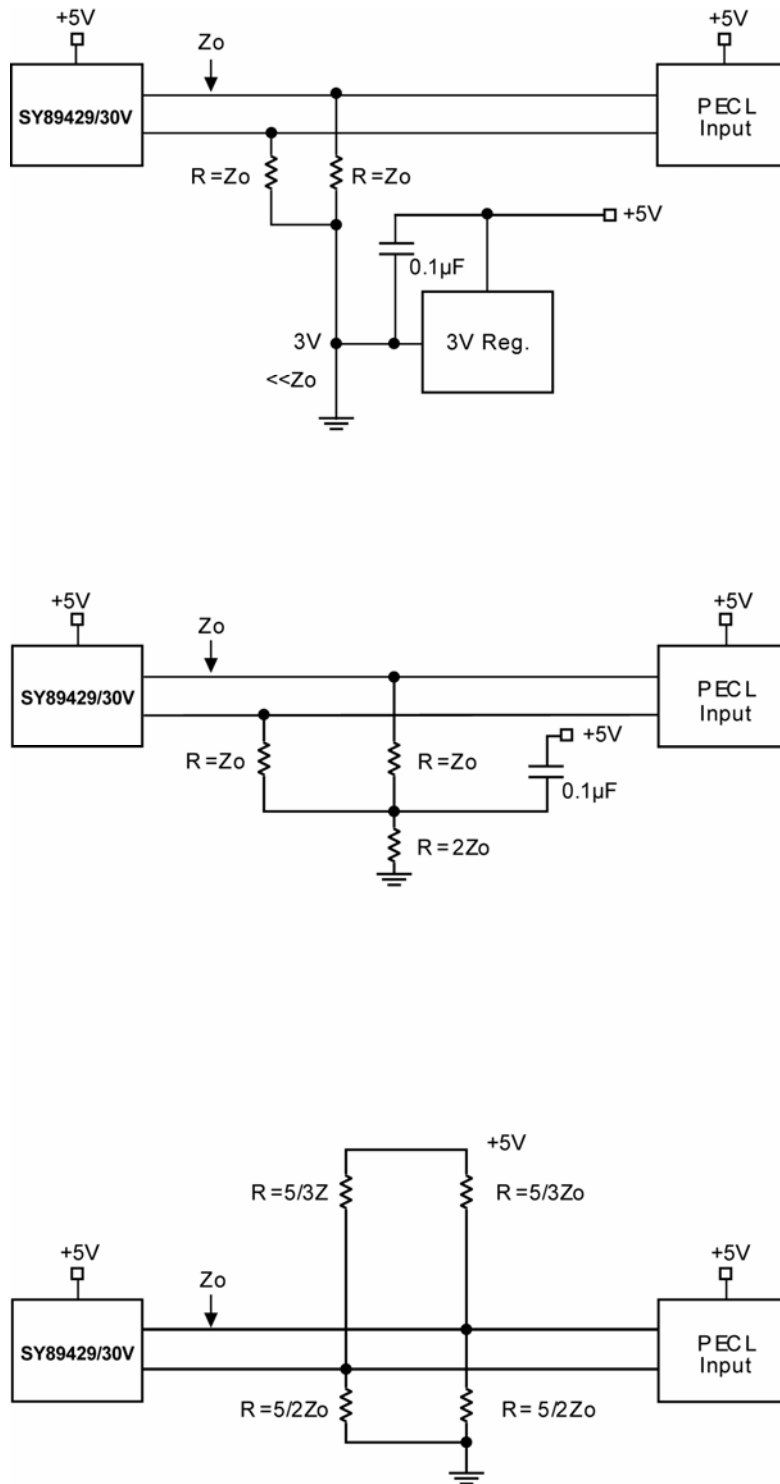 +5V
+5V
Zo
SY89429/30V
PECL
Input
R=Zo
R=Zo
+5V
0.1µF
3V
3V Reg.
<<Zo
+5V
+5V
Zo
SY89429/30V
PECL
Input
+5V
R=Zo
R=Zo
0.1µF
R=2Zo
+5V
R=5/3Z
R=5/3Zo
+5V
+5V
Zo
SY89429/30V
PECL
Input
R=5/2Zo
R= 5/2Zo